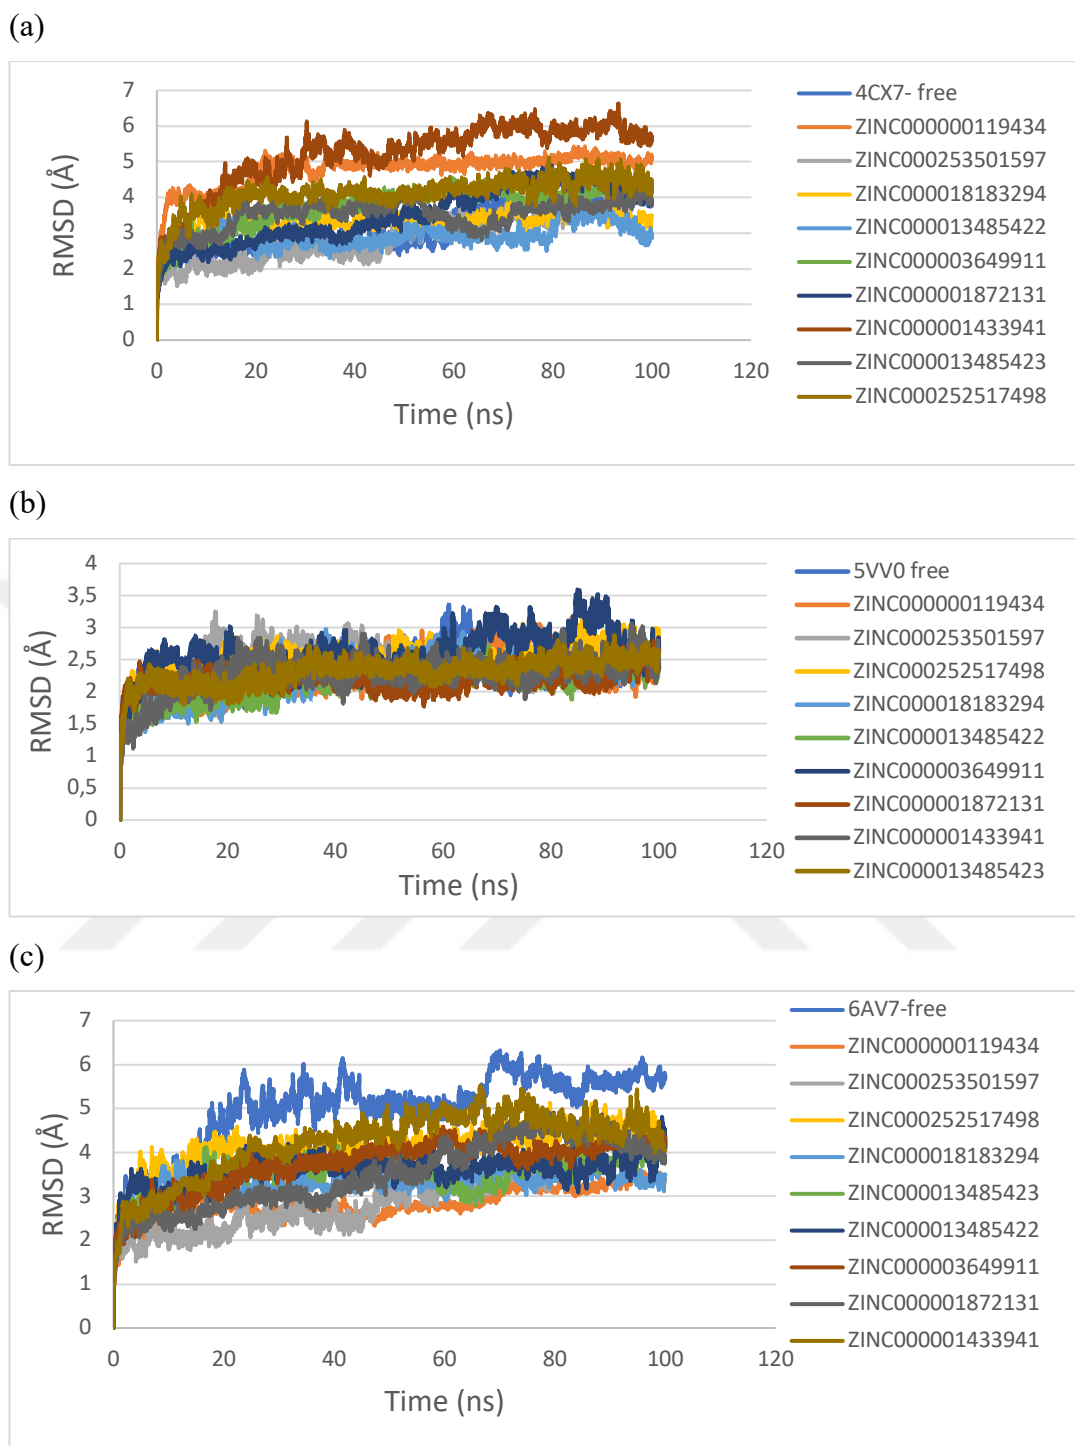 (a)
7
6
5
4
3
2
1
0
RMSD (Å)
0 20 40 60 80 100 120
Time (ns)
4CX7- free
ZINC000000119434
ZINC000253501597
ZINC000018183294
ZINC000013485422
ZINC000003649911
ZINC000001872131
ZINC000001433941
ZINC000013485423
ZINC000252517498
(b)
4
3,5
3
2,5
2
1,5
1
0,5
0
RMSD (Å)
0 20 40 60 80 100 120
Time (ns)
5VV0 free
ZINC000000119434
ZINC000253501597
ZINC000252517498
ZINC000018183294
ZINC000013485422
ZINC000003649911
ZINC000001872131
ZINC000001433941
ZINC000013485423
(c)
7
6
5
4
3
2
1
0
RMSD (Å)
0 20 40 60 80 100 120
Time (ns)
6AV7-free
ZINC000000119434
ZINC000253501597
ZINC000252517498
ZINC000018183294
ZINC000013485423
ZINC000013485422
ZINC000003649911
ZINC000001872131
ZINC000001433941